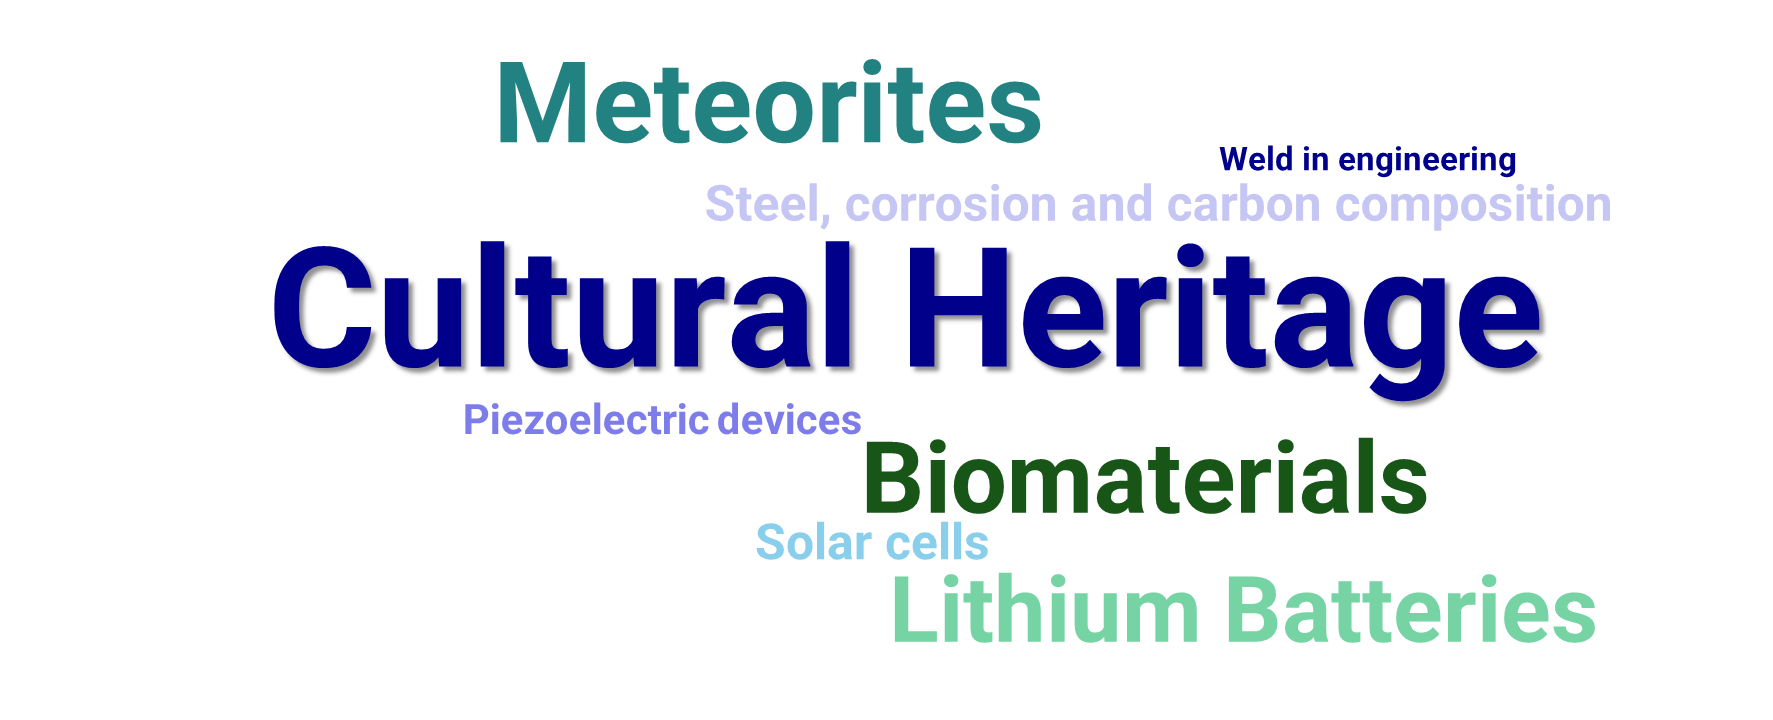 Meteorites
Weld in engineering
Steel, corrosion and carbon composition
Cultural Heritage
Piezoelectric devices
Biomaterials
Solar cells
Lithium Batteries